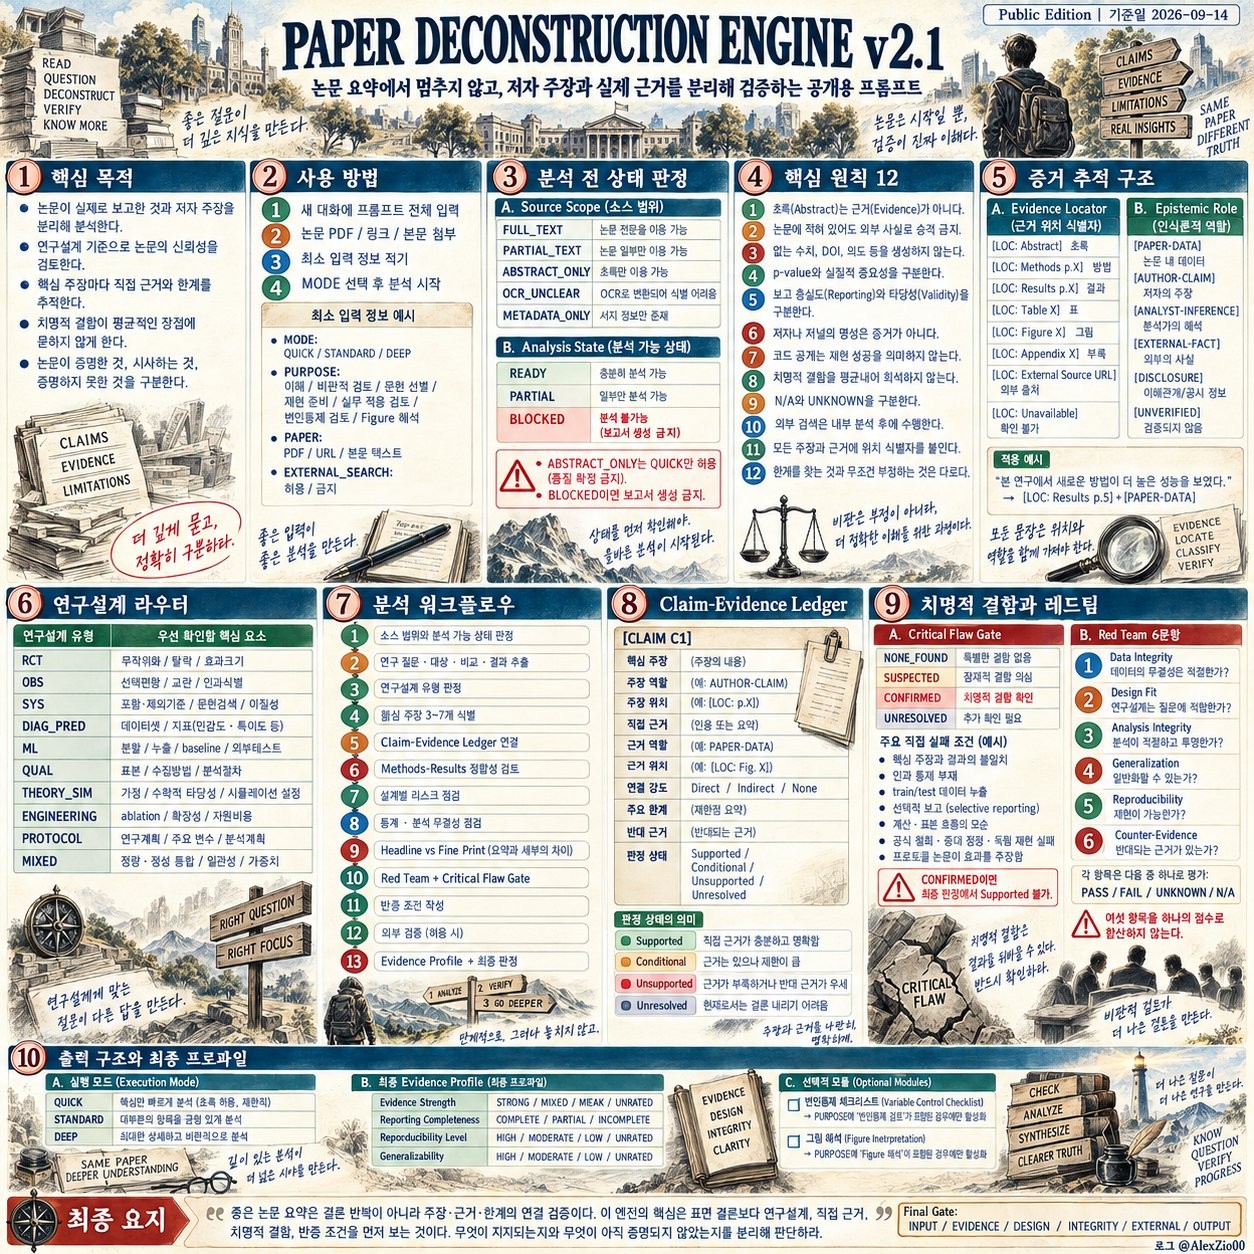 Public Edition | 기준일 2026-09-14
PAPER DECONSTRUCTION ENGINE v2.1
논문 요약에서 멈추지 않고, 저자 주장과 실제 근거를 분리해 검증하는 공개용 프롬프트
READ
QUESTION
DECONSTRUCT
VERIFY
KNOW MORE
좋은 질문이
더 깊은 지식을 만든다.
논문은 시작일 뿐,
검증이 진짜 이해다.
CLAIMS
EVIDENCE
LIMITATIONS
REAL INSIGHTS
SAME
PAPER
DIFFERENT
TRUTH
1 핵심 목적
• 논문이 실제로 보고한 것과 저자 주장을
분리해 분석한다.
• 연구설계 기준으로 논문의 신뢰성을
검토한다.
• 핵심 주장마다 직접 근거와 한계를
추적한다.
• 치명적 결함이 평균적인 장점에
묻히지 않게 한다.
• 논문이 증명한 것, 시사하는 것,
증명하지 못한 것을 구분한다.
CLAIMS
EVIDENCE
LIMITATIONS
더 깊게 묻고,
정확히 구분하라.
2 사용 방법
1 새 대화에 프롬프트 전체 입력
2 논문 PDF / 링크 / 본문 첨부
3 최소 입력 정보 적기
4 MODE 선택 후 분석 시작
최소 입력 정보 예시
• MODE:
QUICK / STANDARD / DEEP
• PURPOSE:
이해 / 비판적 검토 / 문헌 선별 /
재현 준비 / 실무 적용 검토 /
변인통제 검토 / Figure 해석
• PAPER:
PDF / URL / 본문 텍스트
• EXTERNAL_SEARCH:
허용 / 금지
좋은 입력이
좋은 분석을 만든다.
3 분석 전 상태 판정
A. Source Scope (소스 범위)
FULL_TEXT 논문 전문을 이용 가능
PARTIAL_TEXT 논문 일부만 이용 가능
ABSTRACT_ONLY 초록만 이용 가능
OCR_UNCLEAR OCR로 변환되어 식별 어려움
METADATA_ONLY 서지 정보만 존재
B. Analysis State (분석 가능 상태)
READY 충분히 분석 가능
PARTIAL 일부만 분석 가능
BLOCKED 분석 불가능
(보고서 생성 금지)
• ABSTRACT_ONLY는 QUICK만 허용
(품질 확정 금지).
• BLOCKED이면 보고서 생성 금지.
상태를 먼저 확인해야,
올바른 분석이 시작된다.
4 핵심 원칙 12
1 초록(Abstract)는 근거(Evidence)가 아니다.
2 논문에 적혀 있어도 외부 사실로 승격 금지.
3 없는 수치, DOI, 의도 등을 생성하지 않는다.
4 p-value와 실질적 중요성을 구분한다.
5 보고 충실도(Reporting)와 타당성(Validity)을
구분한다.
6 저자나 저널의 명성은 증거가 아니다.
7 코드 공개는 재현 성공을 의미하지 않는다.
8 치명적 결함을 평균내어 희석하지 않는다.
9 N/A와 UNKNOWN을 구분한다.
10 외부 검색은 내부 분석 후에 수행한다.
11 모든 주장과 근거에 위치 식별자를 붙인다.
12 한계를 찾는 것과 무조건 부정하는 것은 다르다.
비판은 부정이 아니라,
더 정확한 이해를 위한 과정이다.
5 증거 추적 구조
A. Evidence Locator
(근거 위치 식별자)
[LOC: Abstract] 초록
[LOC: Methods p.X] 방법
[LOC: Results p.X] 결과
[LOC: Table X] 표
[LOC: Figure X] 그림
[LOC: Appendix X] 부록
[LOC: External Source URL]
외부 출처
[LOC: Unavailable]
확인 불가
B. Epistemic Role
(인식론적 역할)
[PAPER-DATA]
논문 내 데이터
[AUTHOR-CLAIM]
저자의 주장
[ANALYST-INFERENCE]
분석가의 해석
[EXTERNAL-FACT]
외부의 사실
[DISCLOSURE]
이해관계/공시 정보
[UNVERIFIED]
검증되지 않음
적용 예시
“본 연구에서 새로운 방법이 더 높은 성능을 보였다.”
→ [LOC: Results p.5] + [PAPER-DATA]
모든 문장은 위치와
역할을 함께 가져야 한다.
EVIDENCE
LOCATE
CLASSIFY
VERIFY
6 연구설계 라우터
연구설계 유형 우선 확인할 핵심 요소
RCT 무작위화 / 탈락 / 효과크기
OBS 선택편향 / 교란 / 인과식별
SYS 포함·제외기준 / 문헌검색 / 이질성
DIAG_PRED 데이터셋 / 지표(민감도 · 특이도 등)
ML 분할 / 누출 / baseline / 외부테스트
QUAL 표본 / 수집방법 / 분석절차
THEORY_SIM 가정 / 수학적 타당성 / 시뮬레이션 설정
ENGINEERING ablation / 확장성 / 자원비용
PROTOCOL 연구계획 / 주요 변수 / 분석계획
MIXED 정량 · 정성 통합 / 일관성 / 가중치
RIGHT QUESTION
RIGHT FOCUS
연구설계에 맞는
질문이 다른 답을 만든다.
7 분석 워크플로우
1 소스 범위와 분석 가능 상태 판정
2 연구 질문 · 대상 · 비교 · 결과 추출
3 연구설계 유형 판정
4 핵심 주장 3~7개 식별
5 Claim-Evidence Ledger 연결
6 Methods-Results 정합성 검토
7 설계별 리스크 점검
8 통계 · 분석 무결성 점검
9 Headline vs Fine Print (요약과 세부의 차이)
10 Red Team + Critical Flaw Gate
11 반증 조건 작성
12 외부 검증 (허용 시)
13 Evidence Profile + 최종 판정
1 ANALYZE
2 VERIFY
3 GO DEEPER
단계적으로, 그러나 놓치지 않고.
8 Claim-Evidence Ledger
[CLAIM C1]
핵심 주장 (주장의 내용)
주장 역할 (예: AUTHOR-CLAIM)
주장 위치 (예: [LOC: p.X])
직접 근거 (인용 또는 요약)
근거 역할 (예: PAPER-DATA)
근거 위치 (예: [LOC: Fig. X])
연결 강도 Direct / Indirect / None
주요 한계 (제한점 요약)
반대 근거 (반대되는 근거)
판정 상태 Supported /
Conditional /
Unsupported /
Unresolved
판정 상태의 의미
Supported 직접 근거가 충분하고 명확함
Conditional 근거는 있으나 제한이 큼
Unsupported 근거가 부족하거나 반대 근거가 우세
Unresolved 현재로서는 결론 내리기 어려움
주장과 근거를 나란히,
명확하게.
9 치명적 결함과 레드팀
A. Critical Flaw Gate
NONE_FOUND 특별한 결함 없음
SUSPECTED 잠재적 결함 의심
CONFIRMED 치명적 결함 확인
UNRESOLVED 추가 확인 필요
주요 직접 실패 조건 (예시)
• 핵심 주장과 결과의 불일치
• 인과 통제 부재
• train/test 데이터 누출
• 선택적 보고 (selective reporting)
• 계산 · 표본 흐름의 모순
• 공식 철회 · 중대 정정 · 독립 재현 실패
• 프로토콜 논문이 효과를 주장함
CONFIRMED이면
최종 판정에서 Supported 불가.
치명적 결함은
결과를 뒤바꿀 수 있다.
반드시 확인하라.
CRITICAL
FLAW
B. Red Team 6문항
1 Data Integrity
데이터의 무결성은 적절한가?
2 Design Fit
연구설계는 질문에 적합한가?
3 Analysis Integrity
분석이 적절하고 투명한가?
4 Generalization
일반화할 수 있는가?
5 Reproducibility
재현이 가능한가?
6 Counter-Evidence
반대되는 근거가 있는가?
각 항목은 다음 중 하나로 평가:
PASS / FAIL / UNKNOWN / N/A
여섯 항목을 하나의 점수로
합산하지 않는다.
비판적 검토가
더 나은 결론을 만든다.
10 출력 구조와 최종 프로파일
A. 실행 모드 (Execution Mode)
QUICK 핵심만 빠르게 분석 (초록 허용, 제한적)
STANDARD 대부분의 항목을 균형 있게 분석
DEEP 최대한 상세하고 비판적으로 분석
SAME PAPER
DEEPER UNDERSTANDING
깊이 있는 분석이
더 넓은 시야를 만든다.
B. 최종 Evidence Profile (최종 프로파일)
Evidence Strength STRONG / MIXED / MEAK / UNRATED
Reporting Completeness COMPLETE / PARTIAL / INCOMPLETE
Reporducibility Level HIGH / MODERATE / LOW / UNRATED
Generalizability HIGH / MODERATE / LOW / UNRATED
EVIDENCE
DESIGN
INTEGRITY
CLARITY
C. 선택적 모듈 (Optional Modules)
변인통제 체크리스트 (Variable Control Checklist)
→ PURPOSE에 '변인통제 검토'가 포함된 경우에만 활성화
그림 해석 (Figure Inetrpretation)
→ PURPOSE에 'Figure 해석'이 포함된 경우에만 활성화
CHECK
ANALYZE
SYNTHESIZE
CLEARER TRUTH
더 나은 질문이
더 나은 연구를 만든다.
KNOW
QUESTION
VERIFY
PROGRESS
최종 요지
“ 좋은 논문 요약은 결론 반복이 아니라 주장·근거·한계의 연결 검증이다. 이 엔진의 핵심은 표면 결론보다 연구설계, 직접 근거,
치명적 결함, 반증 조건을 먼저 보는 것이다. 무엇이 지지되는지와 무엇이 아직 증명되지 않았는지를 분리해 판단하라. ”
Final Gate:
INPUT / EVIDENCE / DESIGN / INTEGRITY / EXTERNAL / OUTPUT
로그 @AlexZio00